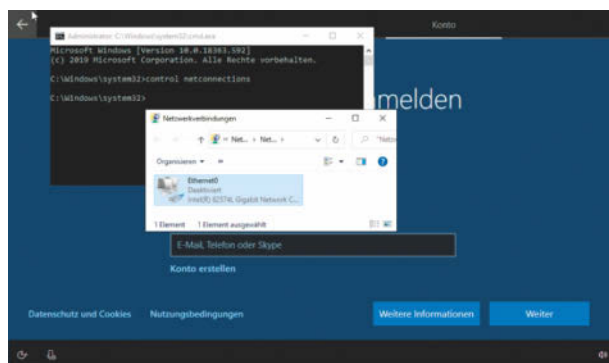 Konto
Administrator: C:\Windows\system32\cmd.exe
Microsoft Windows [Version 10.0.18363.592]
(c) 2019 Microsoft Corporation. Alle Rechte vorbehalten.
C:\Windows\system32>control netconnections
C:\Windows\system32>
melden
Netzwerkverbindungen
« Net... › Net... ›
Organisieren
Ethernet0
Deaktiviert
Intel(R) 82574L Gigabit Network C...
1 Element 1 Element ausgewählt
E-Mail, Telefon oder Skype
Konto erstellen
Datenschutz und Cookies Nutzungsbedingungen Weitere Informationen Weiter